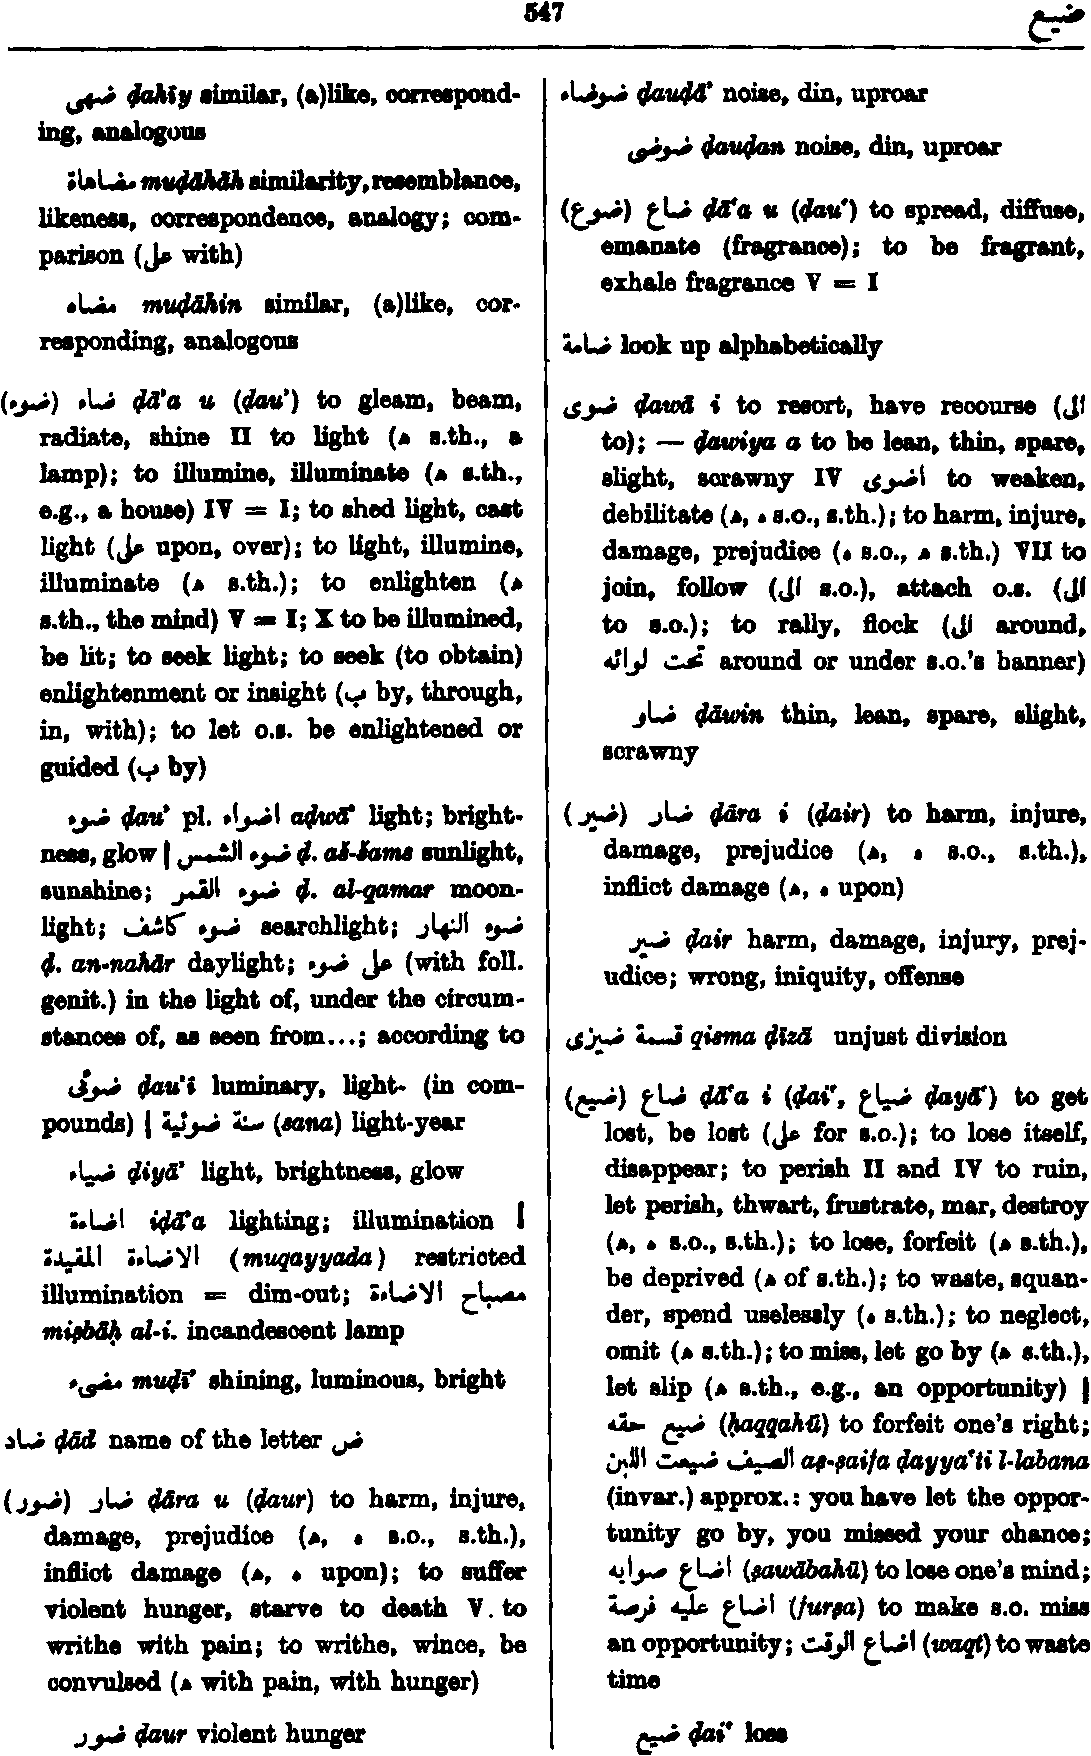 547
ضيع
ضهى ḍahīy similar, (a)like, correspond-
ing, analogous
مضاهاة muḍāhāh similarity, resemblance,
likeness, correspondence, analogy; com-
parison (على with)
مضاه muḍāhin similar, (a)like, cor-
responding, analogous
(ضوء) ضاء ḍā'a u (ḍau') to gleam, beam,
radiate, shine II to light (ه s.th., a
lamp); to illumine, illuminate (ه s.th.,
e.g., a house) IV = I; to shed light, cast
light (على upon, over); to light, illumine,
illuminate (ه s.th.); to enlighten (ه
s.th., the mind) V = I; X to be illumined,
be lit; to seek light; to seek (to obtain)
enlightenment or insight (ب by, through,
in, with); to let o.s. be enlightened or
guided (ب by)
ضوء ḍau' pl. اضواء aḍwā' light; bright-
ness, glow | ضوء الشمس ḍ. aš-šams sunlight,
sunshine; ضوء القمر ḍ. al-qamar moon-
light; ضوء كاشف searchlight; ضوء النهار
ḍ. an-nahār daylight; على ضوء (with foll.
genit.) in the light of, under the circum-
stances of, as seen from...; according to
ضوئى ḍau'ī luminary, light- (in com-
pounds) | سنة ضوئية (sana) light-year
ضياء ḍiyā' light, brightness, glow
اضاءة iḍā'a lighting; illumination |
الاضاءة المقيدة (muqayyada) restricted
illumination = dim-out; مصباح الاضاءة
miṣbāḥ al-i. incandescent lamp
مضىء muḍī' shining, luminous, bright
ضاد ḍād name of the letter ض
(ضور) ضار ḍāra u (ḍaur) to harm, injure,
damage, prejudice (ه, ه s.o., s.th.),
inflict damage (ه, ه upon); to suffer
violent hunger, starve to death V. to
writhe with pain; to writhe, wince, be
convulsed (ه with pain, with hunger)
ضور ḍaur violent hunger
ضوضاء ḍauḍā' noise, din, uproar
ضوضى ḍauḍan noise, din, uproar
(ضوع) ضاع ḍā‘a u (ḍau‘) to spread, diffuse,
emanate (fragrance); to be fragrant,
exhale fragrance V = I
ضامة look up alphabetically
ضوى ḍawā i to resort, have recourse (الى
to); — ḍawiya a to be lean, thin, spare,
slight, scrawny IV اضوى to weaken,
debilitate (ه, ه s.o., s.th.); to harm, injure,
damage, prejudice (ه s.o., ه s.th.) VII to
join, follow (الى s.o.), attach o.s. (الى
to s.o.); to rally, flock (الى around,
تحت لوائه around or under s.o.'s banner)
ضاو ḍāwin thin, lean, spare, slight,
scrawny
(ضير) ضار ḍāra i (ḍair) to harm, injure,
damage, prejudice (ه, ه s.o., s.th.),
inflict damage (ه, ه upon)
ضير ḍair harm, damage, injury, prej-
udice; wrong, iniquity, offense
قسمة ضيزى qisma ḍīzā unjust division
(ضيع) ضاع ḍā‘a i (ḍai‘, ضياع ḍayā‘) to get
lost, be lost (على for s.o.); to lose itself,
disappear; to perish II and IV to ruin,
let perish, thwart, frustrate, mar, destroy
(ه, ه s.o., s.th.); to lose, forfeit (ه s.th.),
be deprived (ه of s.th.); to waste, squan-
der, spend uselessly (ه s.th.); to neglect,
omit (ه s.th.); to miss, let go by (ه s.th.),
let slip (ه s.th., e.g., an opportunity) |
ضيع حقه (ḥaqqahū) to forfeit one's right;
الصيف ضيعت اللبن aṣ-ṣaifa ḍayya‘ti l-labana
(invar.) approx.: you have let the oppor-
tunity go by, you missed your chance;
اضاع صوابه (ṣawābahū) to lose one's mind;
اضاع عليه فرصة (furṣa) to make s.o. miss
an opportunity; اضاع الوقت (waqt) to waste
time
ضيع ḍai‘ loss